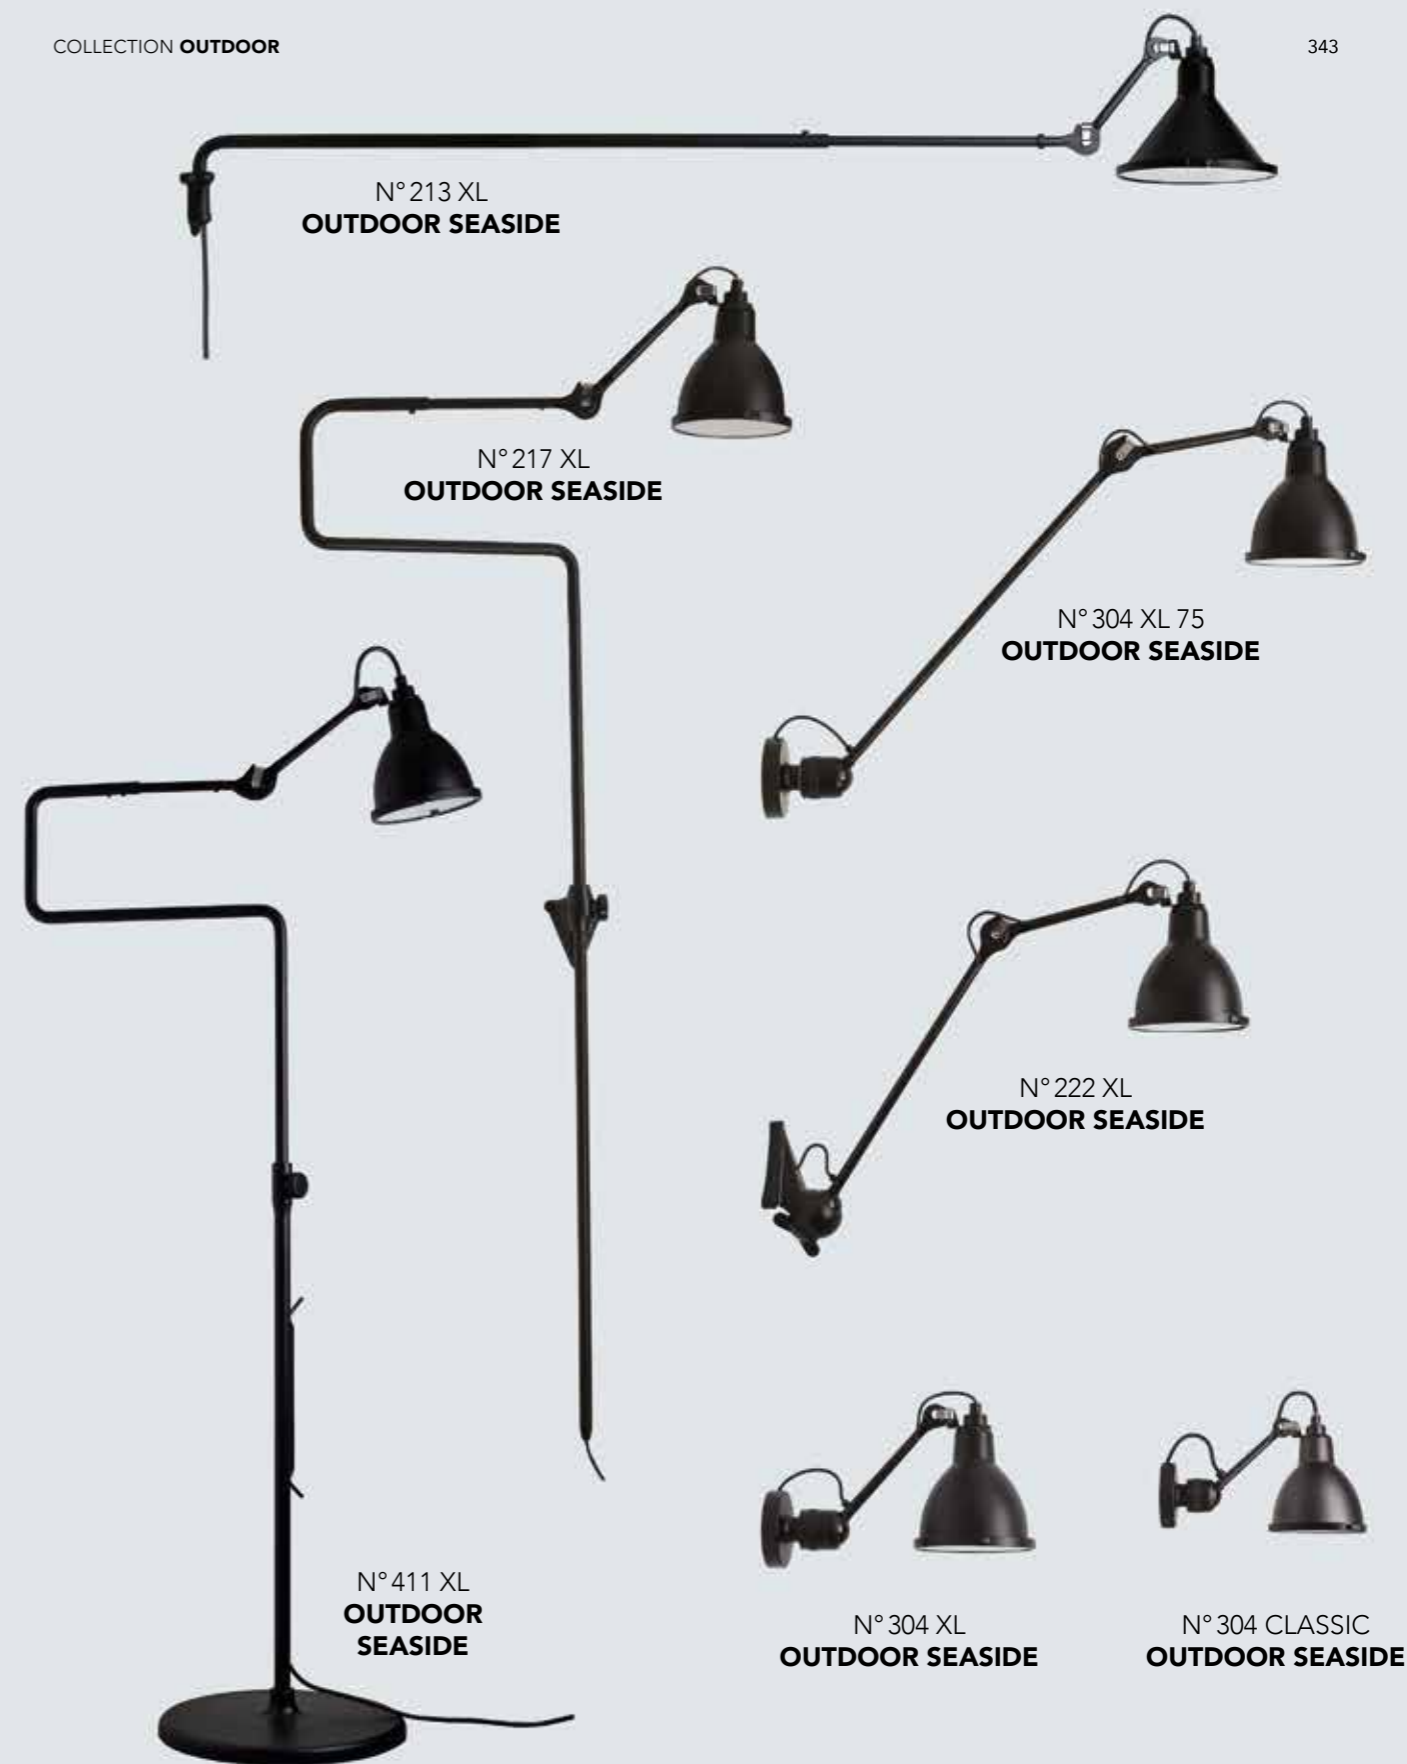 COLLECTION OUTDOOR
343
N° 213 XL
OUTDOOR SEASIDE
N° 217 XL
OUTDOOR SEASIDE
N° 304 XL 75
OUTDOOR SEASIDE
N° 222 XL
OUTDOOR SEASIDE
N° 411 XL
OUTDOOR
SEASIDE
N° 304 XL
OUTDOOR SEASIDE
N° 304 CLASSIC
OUTDOOR SEASIDE